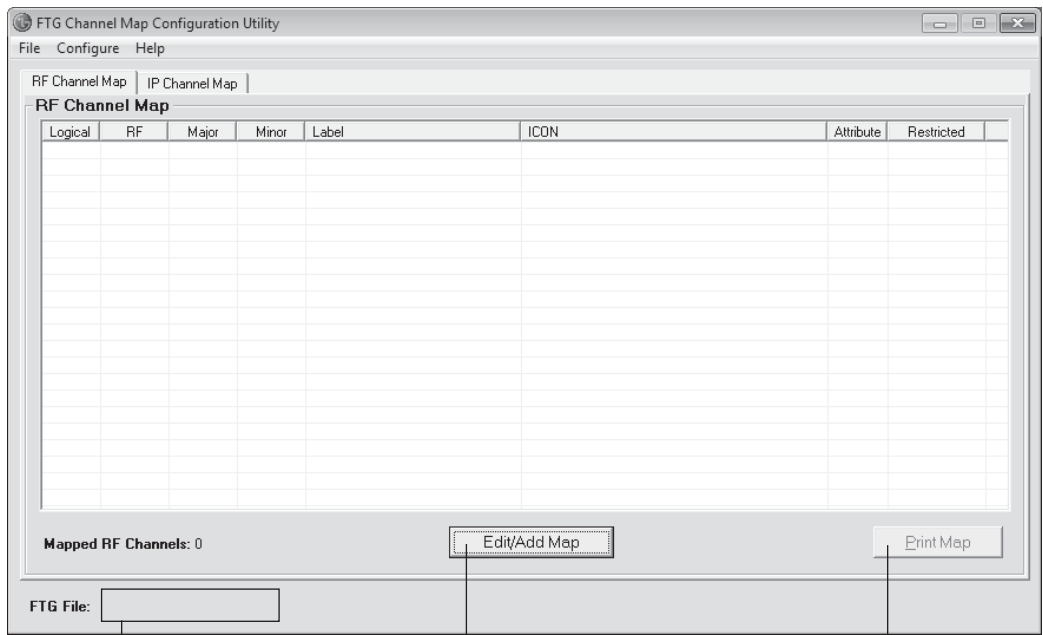 FTG Channel Map Configuration Utility
File Configure Help
RF Channel Map IP Channel Map
RF Channel Map
Logical RF Major Minor Label ICON Attribute Restricted
Mapped RF Channels: 0 Edit/Add Map Print Map
FTG File: